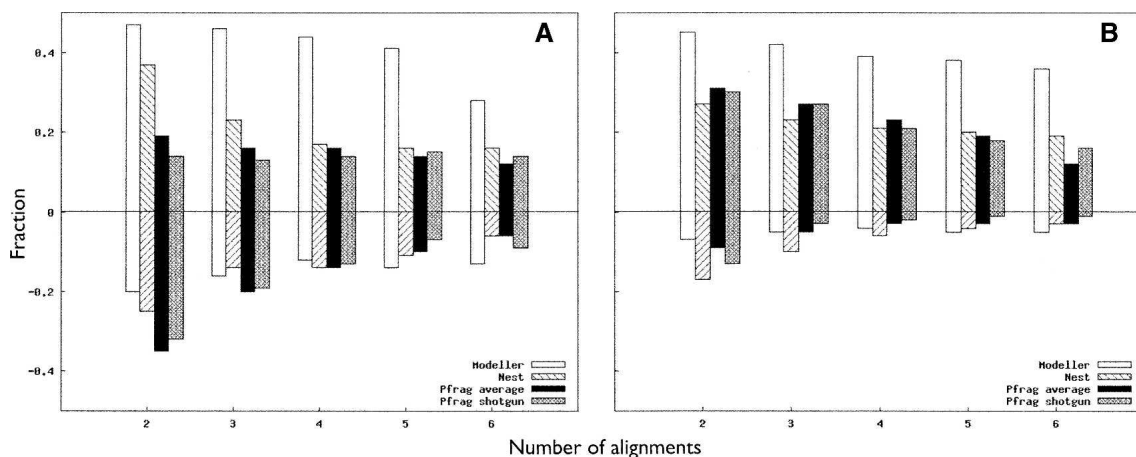 A
B
Fraction
0.4
0.2
0
-0.2
-0.4
Modeller
Nest
Pfrag average
Pfrag shotgun
2 3 4 5 6
Modeller
Nest
Pfrag average
Pfrag shotgun
2 3 4 5 6
Number of alignments